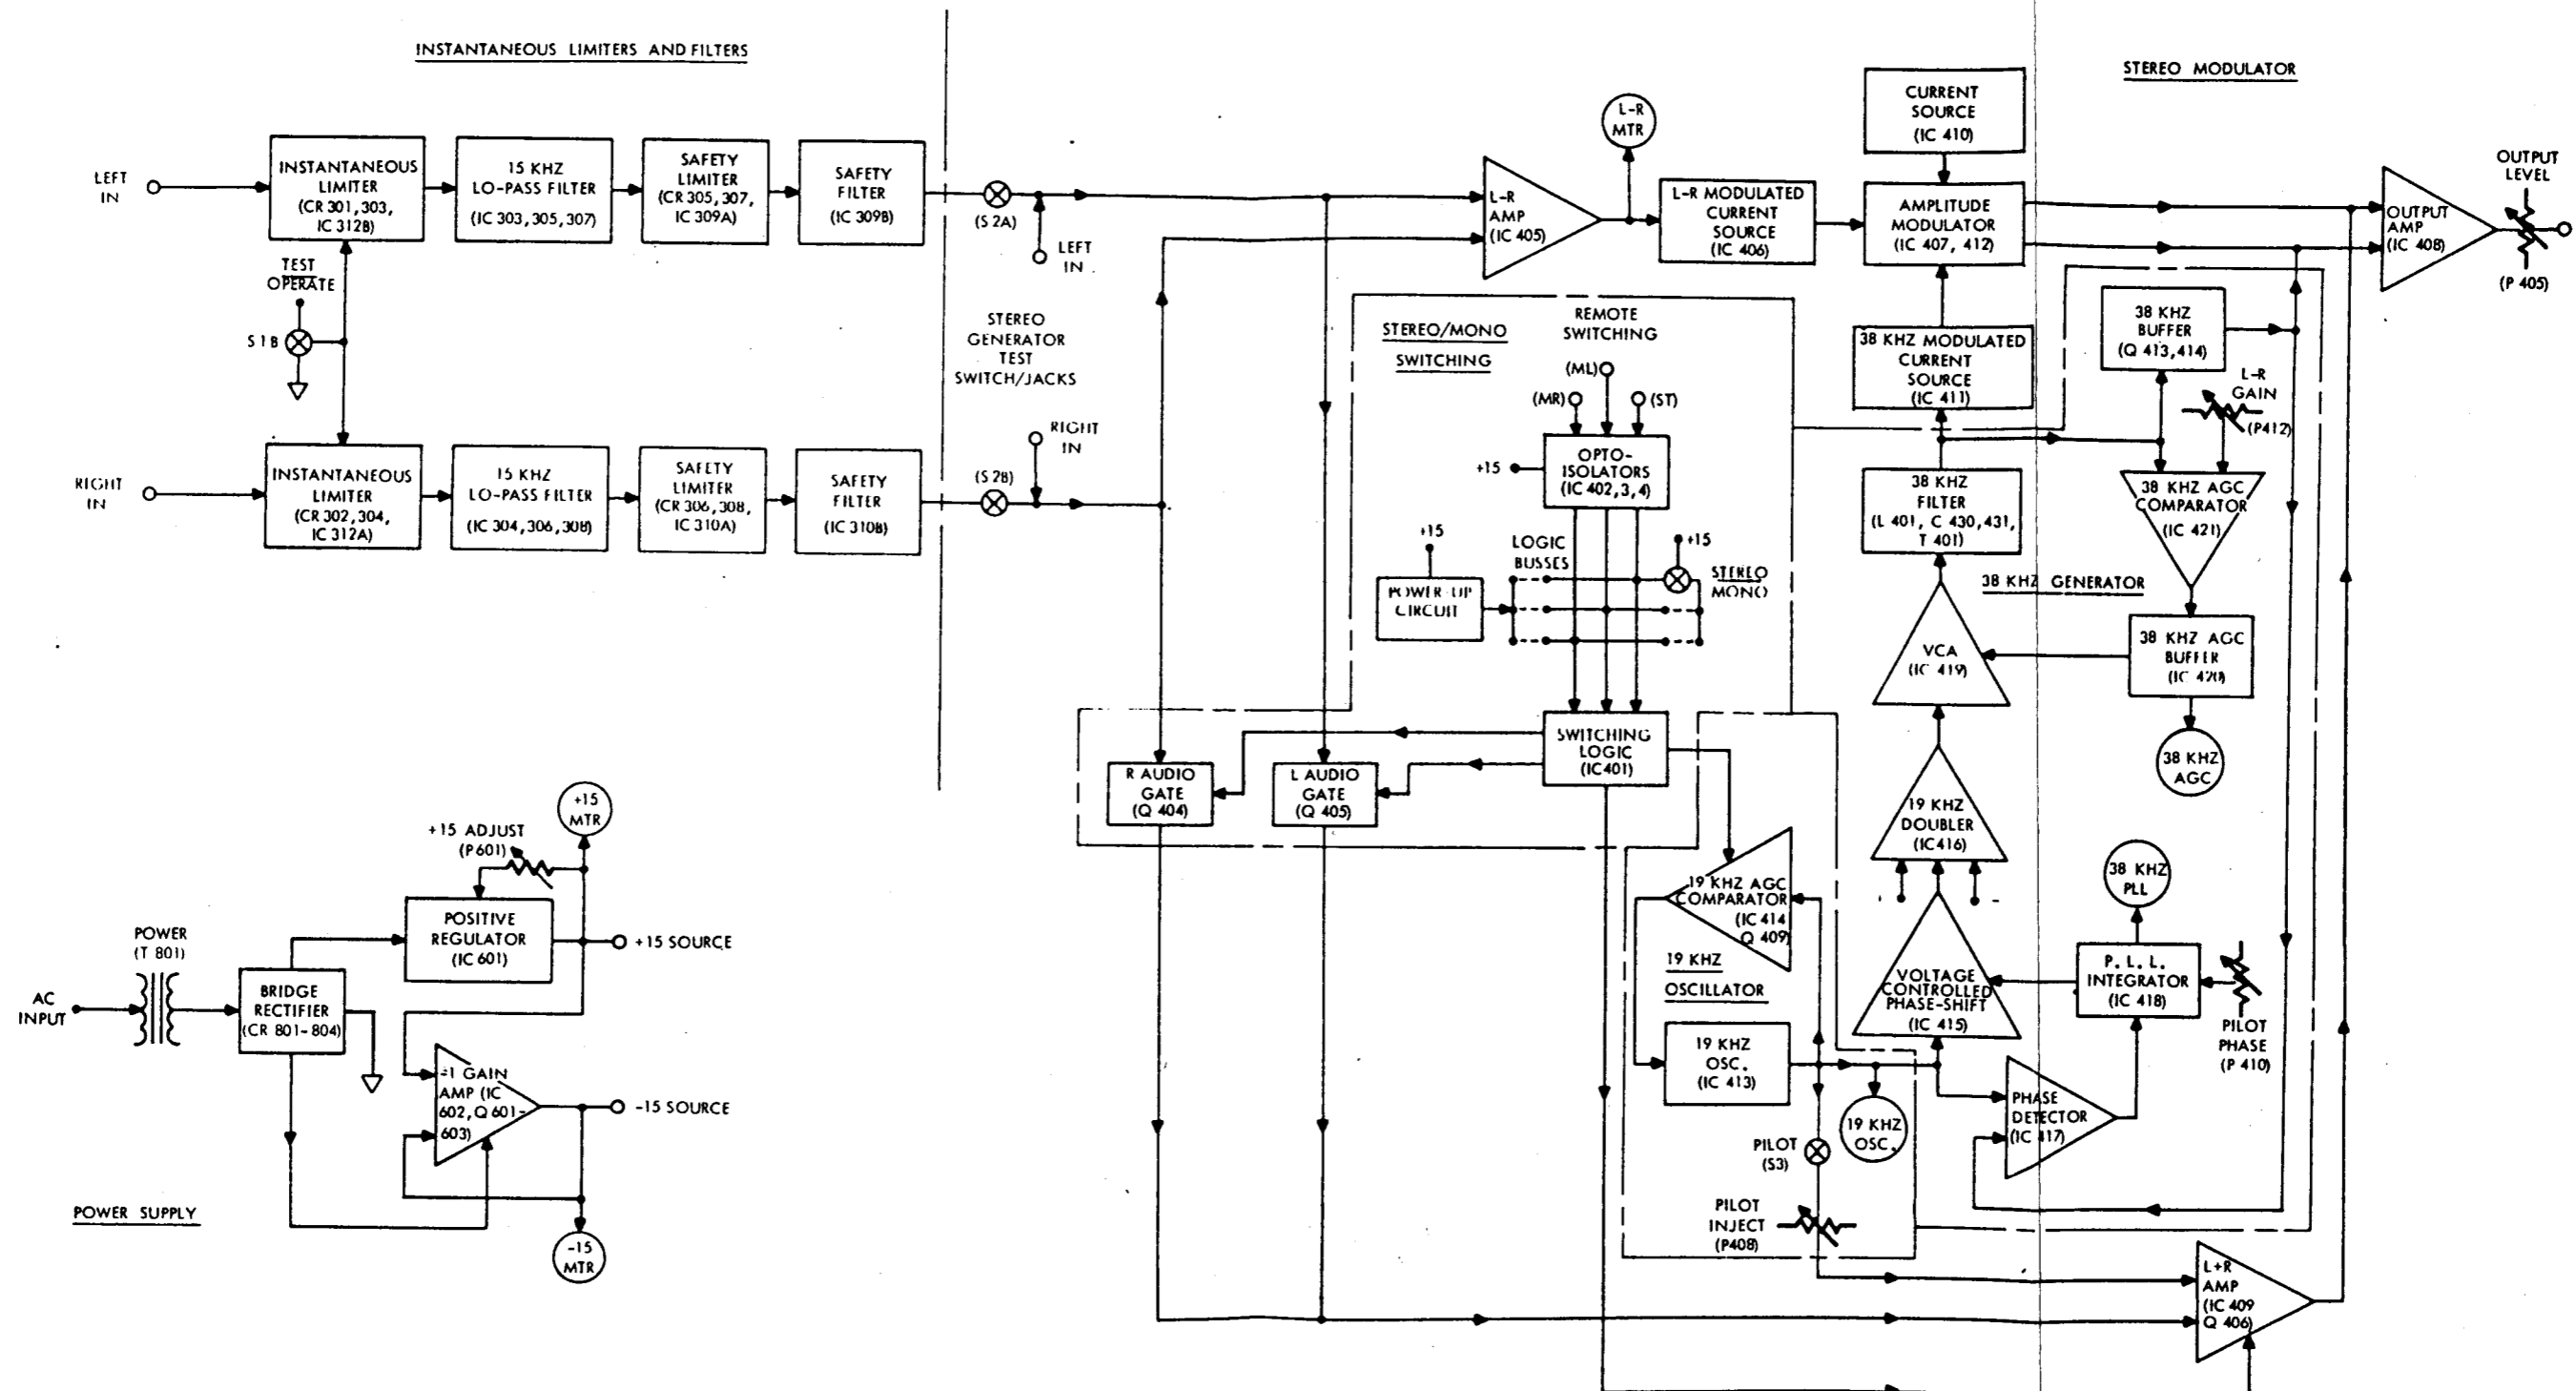 INSTANTANEOUS LIMITERS AND FILTERS
LEFT
IN
INSTANTANEOUS
LIMITER
(CR 301, 303,
IC 312B)
15 KHZ
LO-PASS FILTER
(IC 303, 305, 307)
SAFETY
LIMITER
(CR 305, 307,
IC 309A)
SAFETY
FILTER
(IC 309B)
(S 2A)
LEFT
IN
TEST
OPERATE
S 1 B
RIGHT
IN
INSTANTANEOUS
LIMITER
(CR 302, 304,
IC 312A)
15 KHZ
LO-PASS FILTER
(IC 304, 306, 308)
SAFETY
LIMITER
(CR 306, 308,
IC 310A)
SAFETY
FILTER
(IC 310B)
(S 2B)
RIGHT
IN
STEREO
GENERATOR
TEST
SWITCH/JACKS
STEREO MODULATOR
L-R
AMP
(IC 405)
L-R
MTR
L-R MODULATED
CURRENT
SOURCE
(IC 406)
CURRENT
SOURCE
(IC 410)
AMPLITUDE
MODULATOR
(IC 407, 412)
OUTPUT
AMP
(IC 408)
OUTPUT
LEVEL
(P 405)
STEREO/MONO
SWITCHING
REMOTE
SWITCHING
(ML)
(MR)
(ST)
+15
OPTO-
ISOLATORS
(IC 402, 3, 4)
+15
POWER-UP
CIRCUIT
LOGIC
BUSSES
+15
STEREO
MONO
SWITCHING
LOGIC
(IC401)
R AUDIO
GATE
(Q 404)
L AUDIO
GATE
(Q 405)
38 KHZ MODULATED
CURRENT
SOURCE
(IC 411)
38 KHZ
BUFFER
(Q 413, 414)
L-R
GAIN
(P412)
38 KHZ
FILTER
(L 401, C 430, 431,
T 401)
38 KHZ AGC
COMPARATOR
(IC 421)
38 KHZ GENERATOR
VCA
(IC 419)
38 KHZ AGC
BUFFER
(IC 420)
38 KHZ
AGC
19 KHZ
DOUBLER
(IC416)
VOLTAGE
CONTROLLED
PHASE-SHIFT
(IC 415)
38 KHZ
PLL
P. L. L.
INTEGRATOR
(IC 418)
PILOT
PHASE
(P 410)
PHASE
DETECTOR
(IC 417)
19 KHZ AGC
COMPARATOR
(IC 414
Q 409)
19 KHZ
OSCILLATOR
19 KHZ
OSC.
(IC 413)
19 KHZ
OSC.
PILOT
(S3)
PILOT
INJECT
(P408)
L+R
AMP
(IC 409
Q 406)
+15
MTR
+15 ADJUST
(P601)
POSITIVE
REGULATOR
(IC 601)
+15 SOURCE
POWER
(T 801)
AC
INPUT
BRIDGE
RECTIFIER
(CR 801-804)
-1 GAIN
AMP (IC
602, Q 601-
603)
-15 SOURCE
-15
MTR
POWER SUPPLY